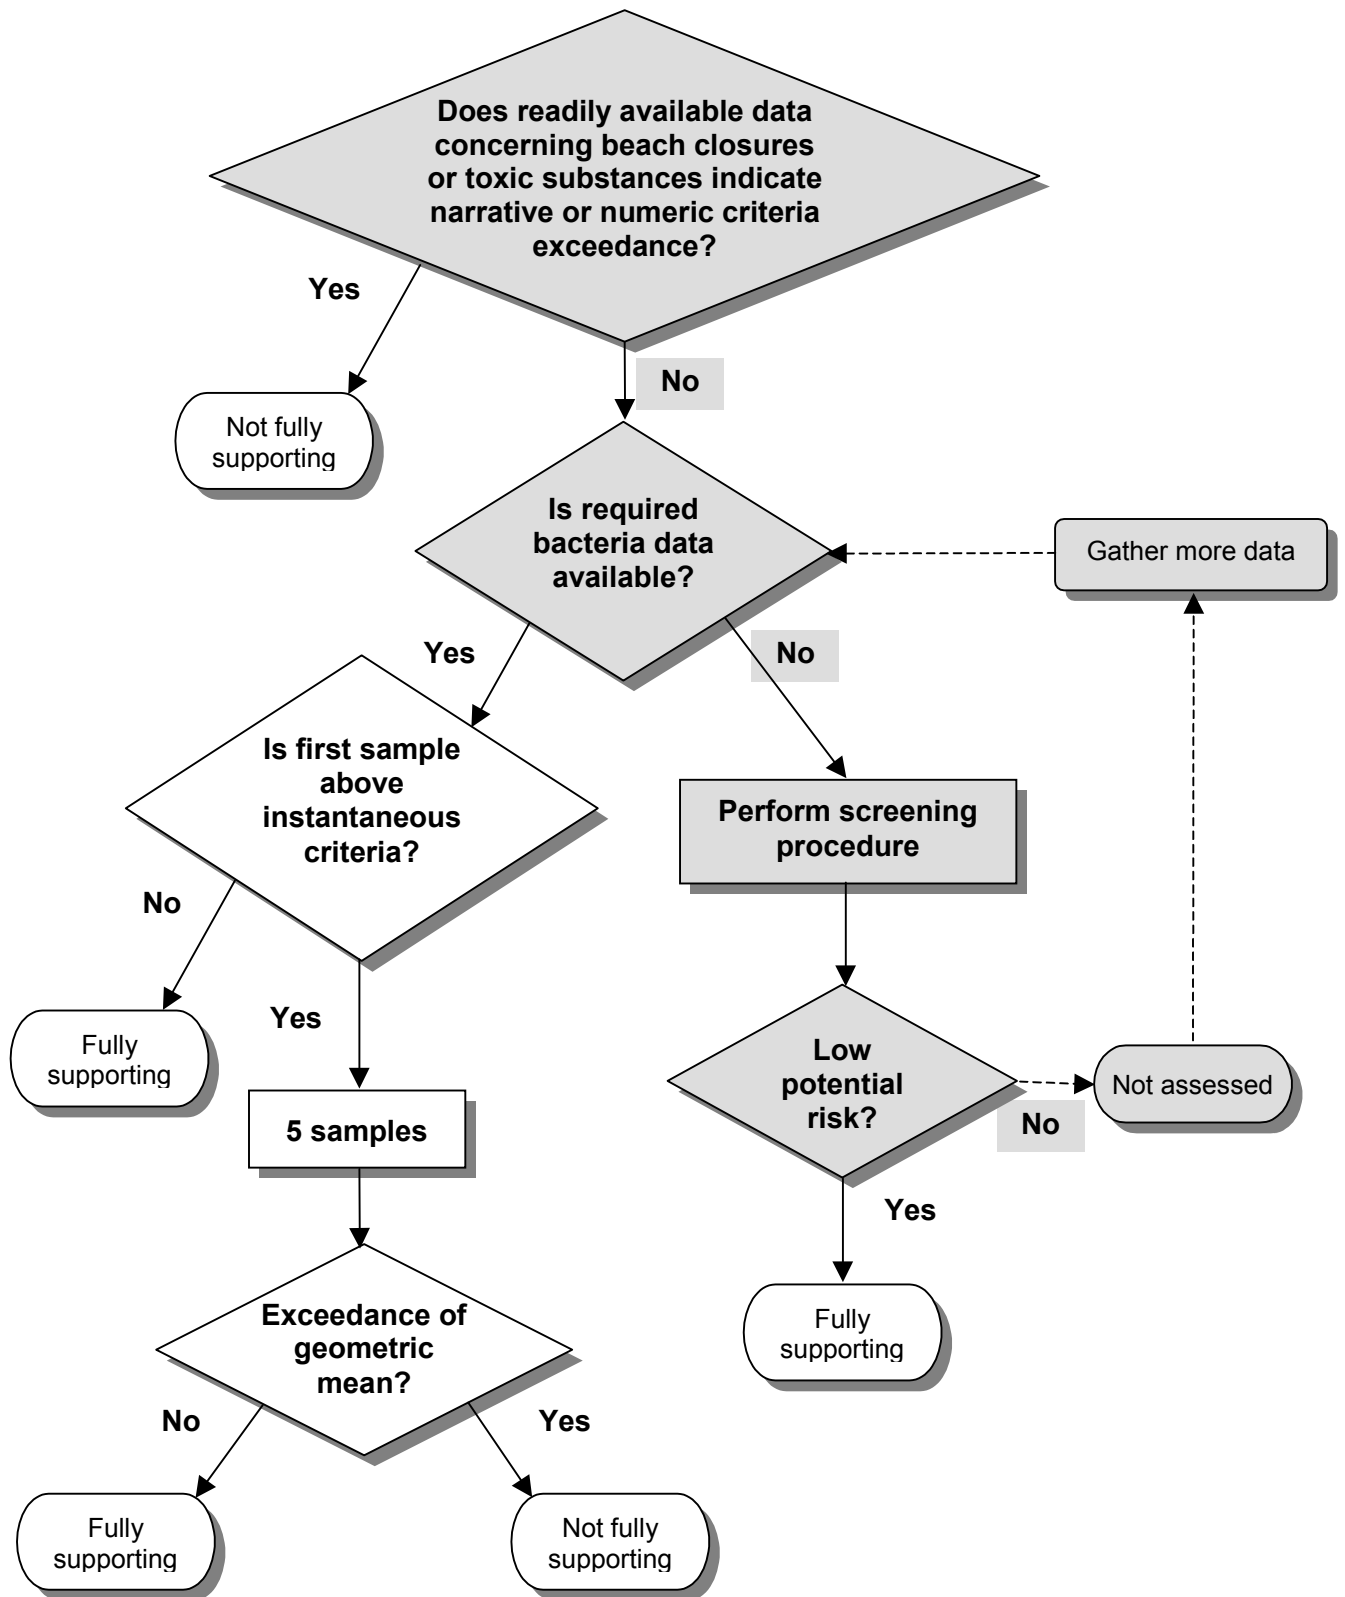 Does readily available data
concerning beach closures
or toxic substances indicate
narrative or numeric criteria
exceedance?
Yes
No
Not fully
supporting
Is required
bacteria data
available?
Gather more data
Yes
No
Is first sample
above
instantaneous
criteria?
Perform screening
procedure
No
Yes
Fully
supporting
Low
potential
risk?
Not assessed
No
5 samples
Yes
Exceedance of
geometric
mean?
Fully
supporting
No
Yes
Fully
supporting
Not fully
supporting